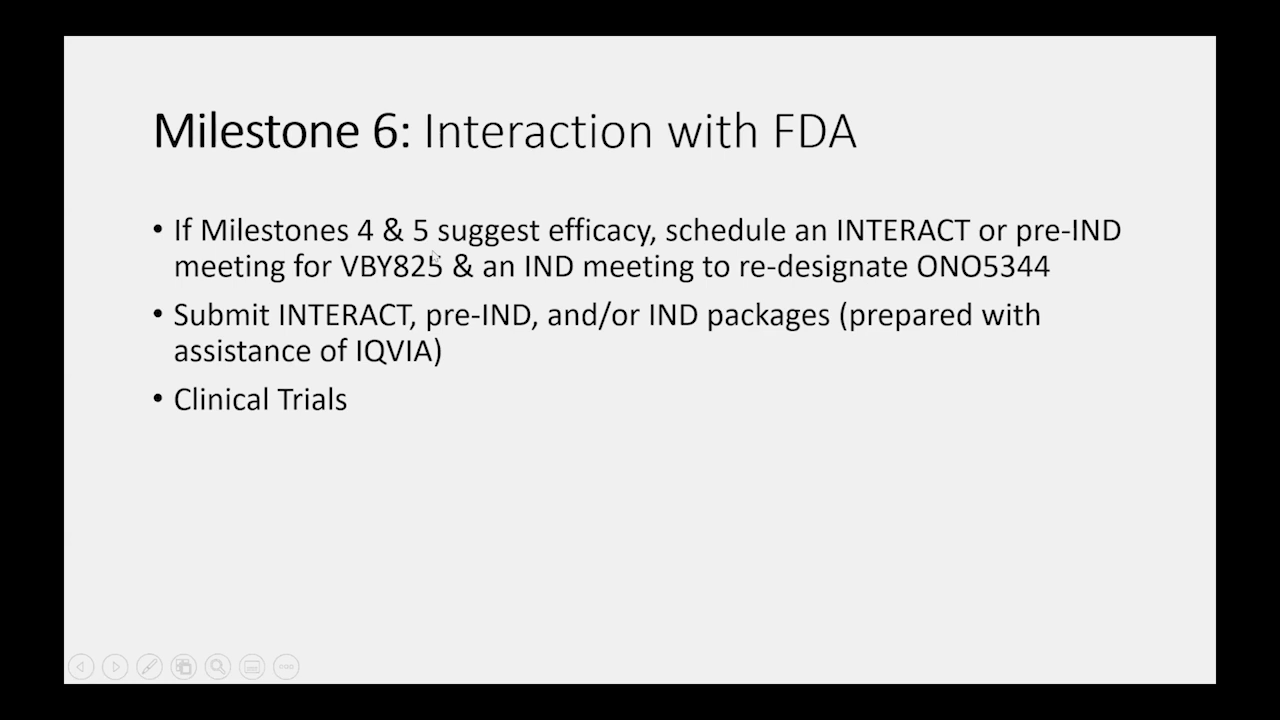 Milestone 6: Interaction with FDA
• If Milestones 4 & 5 suggest efficacy, schedule an INTERACT or pre-IND
meeting for VBY825 & an IND meeting to re-designate ONO5344
• Submit INTERACT, pre-IND, and/or IND packages (prepared with
assistance of IQVIA)
• Clinical Trials